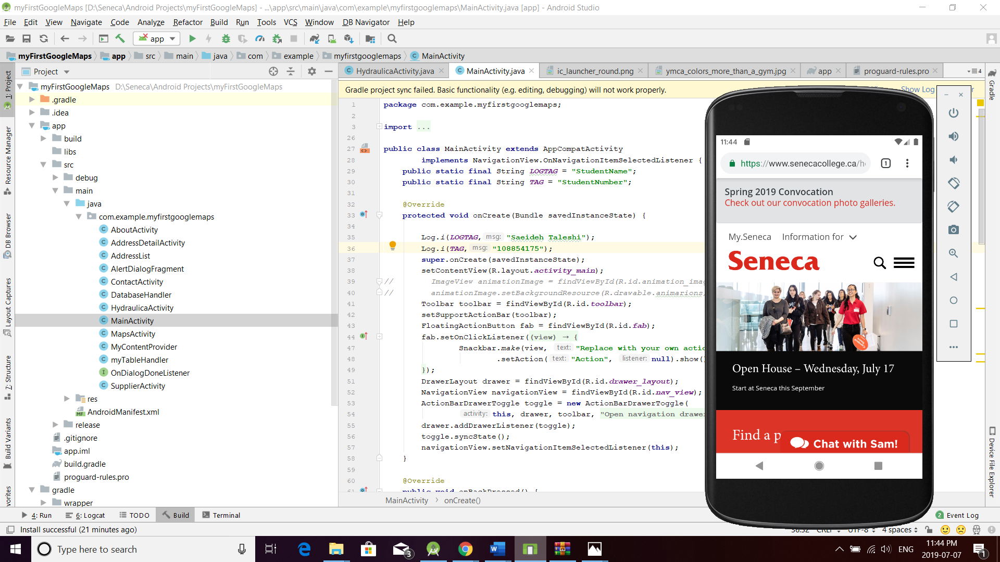 myFirstGoogleMaps [D:\Seneca\Android Projects\myFirstGoogleMaps] - ...\app\src\main\java\com\example\myfirstgooglemaps\MainActivity.java [app] - Android Studio
File Edit View Navigate Code Analyze Refactor Build Run Tools VCS Window DB Navigator Help
app
myFirstGoogleMaps app src main java com example myfirstgooglemaps MainActivity
1: Project
Resource Manager
DB Browser
Layout Captures
7: Structure
Build Variants
vorites
Project
myFirstGoogleMaps D:\Seneca\Android Projects\myFirstGoogleMaps
.gradle
.idea
app
build
libs
src
debug
main
java
com.example.myfirstgooglemaps
AboutActivity
AddressDetailActivity
AddressList
AlertDialogFragment
ContactActivity
DatabaseHandler
HydraulicaActivity
MainActivity
MapsActivity
MyContentProvider
myTableHandler
OnDialogDoneListener
SupplierActivity
res
AndroidManifest.xml
release
.gitignore
app.iml
build.gradle
proguard-rules.pro
gradle
wrapper
HydraulicaActivity.java MainActivity.java ic_launcher_round.png ymca_colors_more_than_a_gym.jpg app proguard-rules.pro 4
Gradle project sync failed. Basic functionality (e.g. editing, debugging) will not work properly. Show Log
1 package com.example.myfirstgooglemaps;
2
3 import ...
26
27 public class MainActivity extends AppCompatActivity
28 implements NavigationView.OnNavigationItemSelectedListener {
29 public static final String LOGTAG = "StudentName";
30 public static final String TAG = "StudentNumber";
31
32 @Override
33 protected void onCreate(Bundle savedInstanceState) {
34
35 Log.i(LOGTAG, msg: "Saeideh Taleshi");
36 Log.i(TAG, msg: "108854175");
37 super.onCreate(savedInstanceState);
38 setContentView(R.layout.activity_main);
39 // ImageView animationImage = findViewById(R.id.animation_ima
40 // animationImage.setBackgroundResource(R.drawable.animarions
41 Toolbar toolbar = findViewById(R.id.toolbar);
42 setSupportActionBar(toolbar);
43 FloatingActionButton fab = findViewById(R.id.fab);
44 fab.setOnClickListener((view) → {
47 Snackbar.make(view, text: "Replace with your own actio
48 .setAction( text: "Action", listener: null).show()
49 });
51 DrawerLayout drawer = findViewById(R.id.drawer_layout);
52 NavigationView navigationView = findViewById(R.id.nav_view);
53 ActionBarDrawerToggle toggle = new ActionBarDrawerToggle(
54 activity: this, drawer, toolbar, "Open navigation drawer
55 drawer.addDrawerListener(toggle);
56 toggle.syncState();
57 navigationView.setNavigationItemSelectedListener(this);
58 }
59
60 @Override
61 public void onBackPressed() {
MainActivity > onCreate()
11:44
https://www.senecacollege.ca/h 1
Spring 2019 Convocation
Check out our convocation photo galleries.
My.Seneca Information for
Seneca
Open House – Wednesday, July 17
Start at Seneca this September
Find a p
Chat with Sam!
Gradle
Device File Explorer
4: Run 6: Logcat TODO Build Terminal 2 Event Log
Install successful (21 minutes ago) 36:52 CRLF UTF-8 4 spaces
Type here to search 3 ENG 11:44 PM
2019-07-07 1